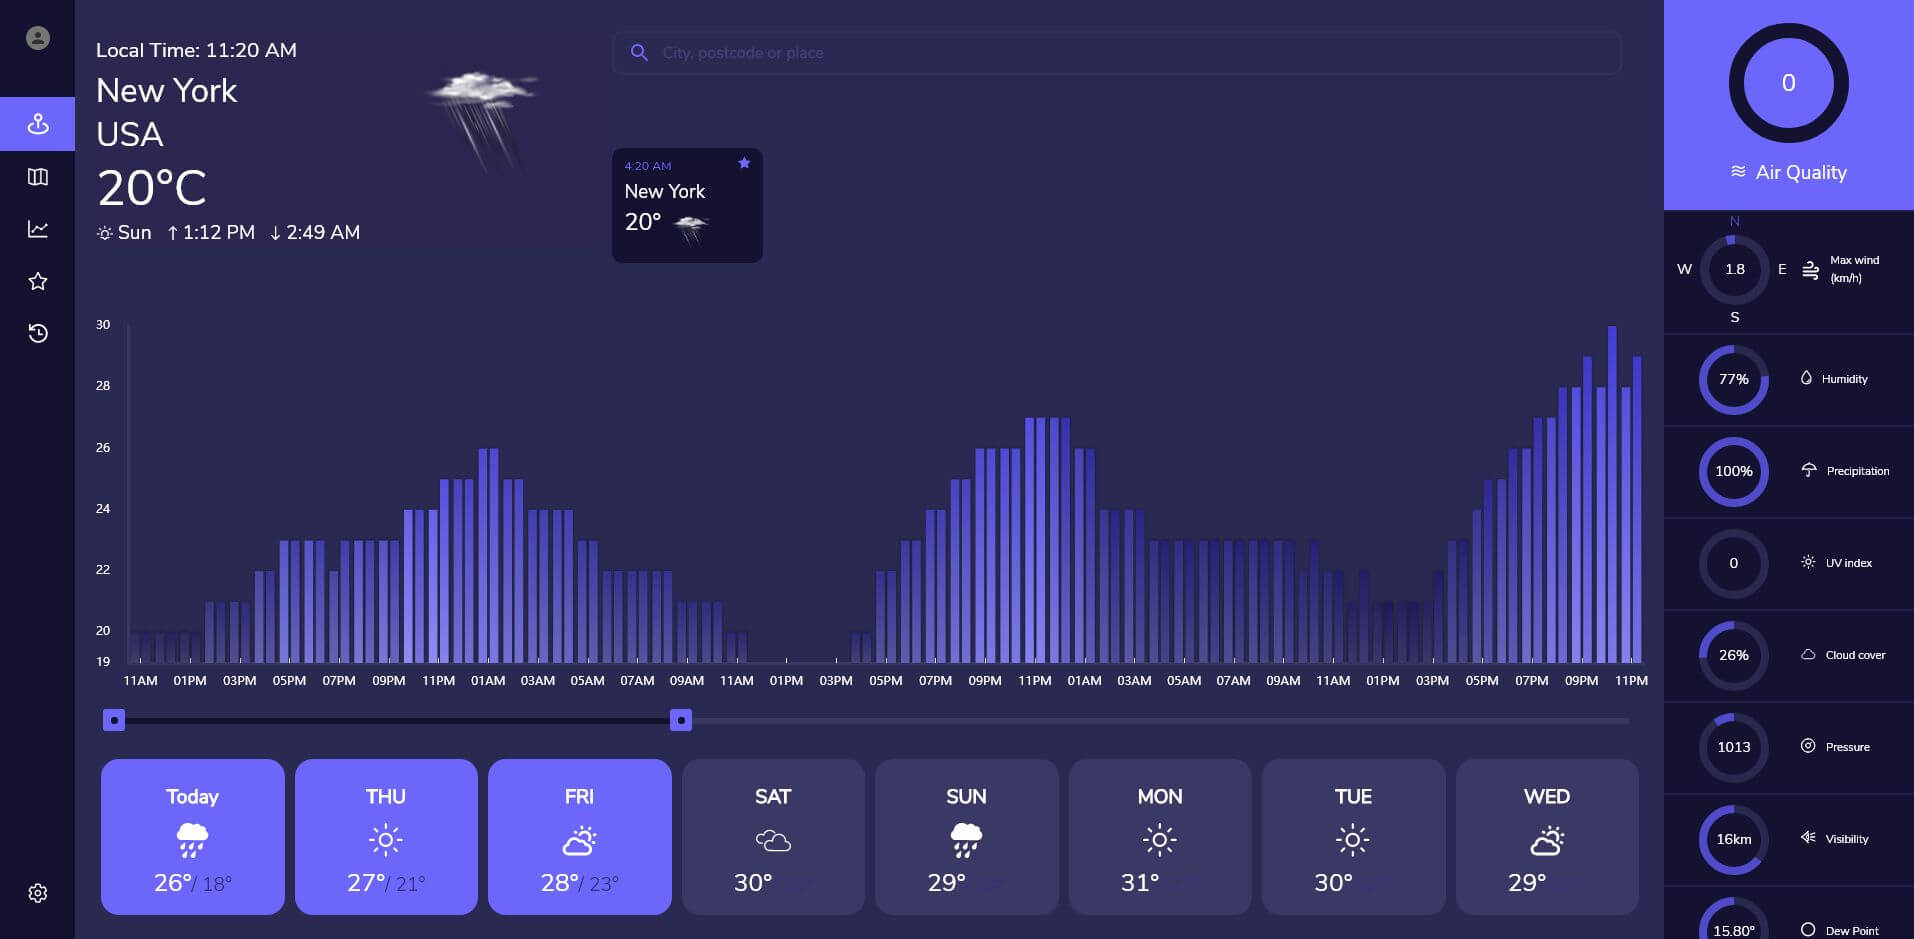 Local Time: 11:20 AM
New York
USA
20°C
Sun ↑ 1:12 PM ↓ 2:49 AM
City, postcode or place
4:20 AM
New York
20°
30
28
26
24
22
20
19
11AM 01PM 03PM 05PM 07PM 09PM 11PM 01AM 03AM 05AM 07AM 09AM 11AM 01PM 03PM 05PM 07PM 09PM 11PM 01AM 03AM 05AM 07AM 09AM 11AM 01PM 03PM 05PM 07PM 09PM 11PM
Today
26°/ 18°
THU
27°/ 21°
FRI
28°/ 23°
SAT
30°
SUN
29°
MON
31°
TUE
30°
WED
29°
0
Air Quality
N
W 1.8 E
S
Max wind
(km/h)
77% Humidity
100% Precipitation
0 UV index
26% Cloud cover
1013 Pressure
16km Visibility
15.80° Dew Point